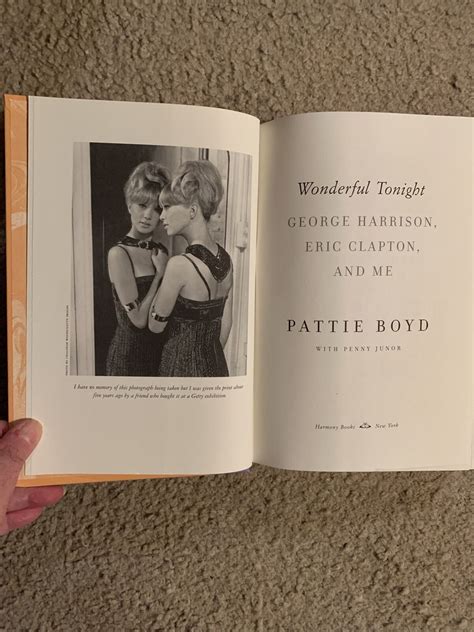 I have no memory of this photograph being taken but I was given the print about
five years ago by a friend who bought it at a Getty exhibition.
Wonderful Tonight
GEORGE HARRISON,
ERIC CLAPTON,
AND ME
PATTIE BOYD
WITH PENNY JUNOR
Harmony Books
New York